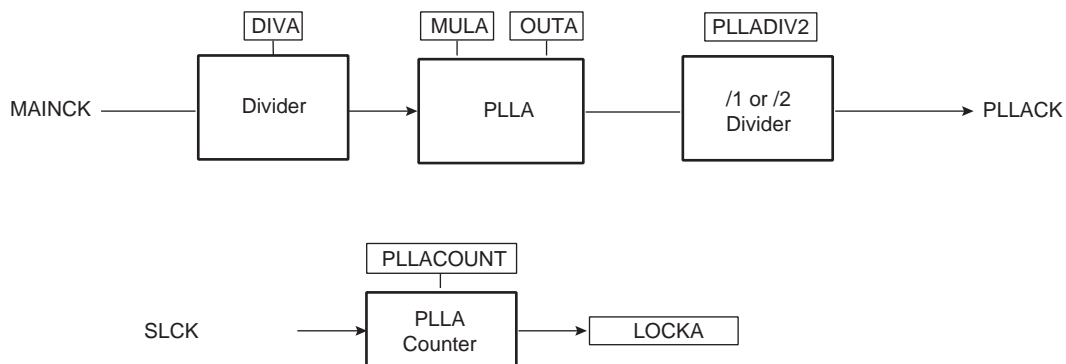 DIVA
MULA
OUTA
PLLADIV2
MAINCK
Divider
PLLA
/1 or /2
Divider
PLLACK
PLLACOUNT
SLCK
PLLA
Counter
LOCKA